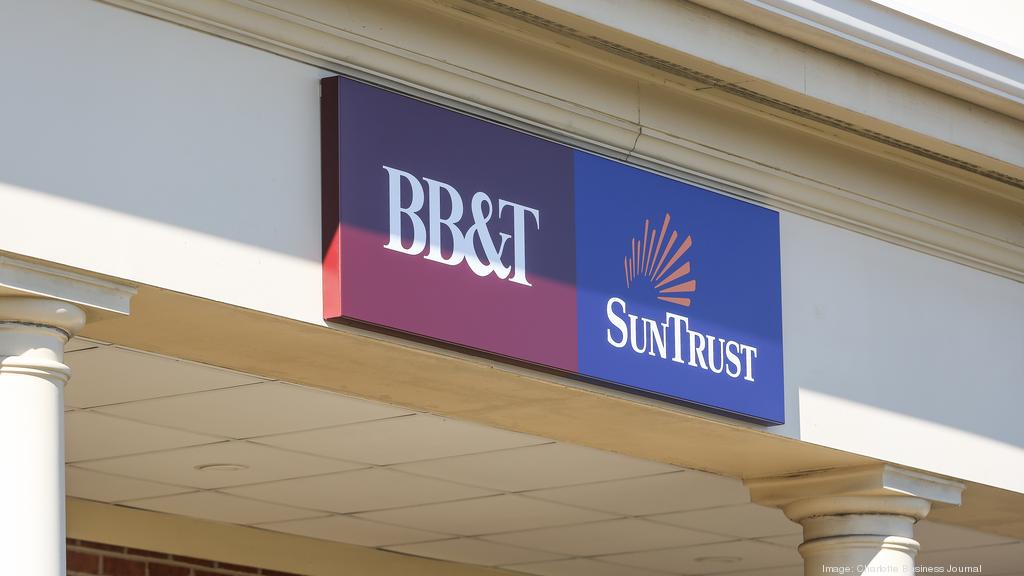 BB&T
SUNTRUST
Image: Charlotte Business Journal